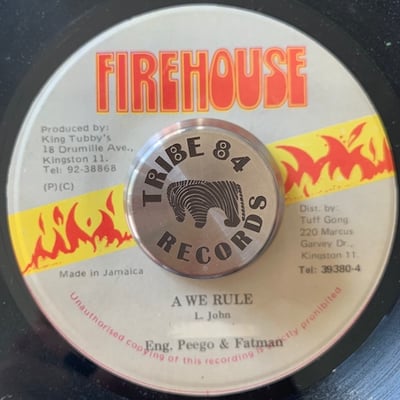 FIREHOUSE
Produced by:
King Tubby's
18 Drumille Ave.,
Kingston 11.
Tel: 92-38868
(P)(C)
TRIBE 84
RECORDS
Dist. by:
Tuff Gong
220 Marcus
Garvey Dr.,
Kingston 11.
Tel: 39380-4
Made in Jamaica
A WE RULE
L. John
Eng. Peego & Fatman
Unauthorised copying of this recording is strictly prohibited